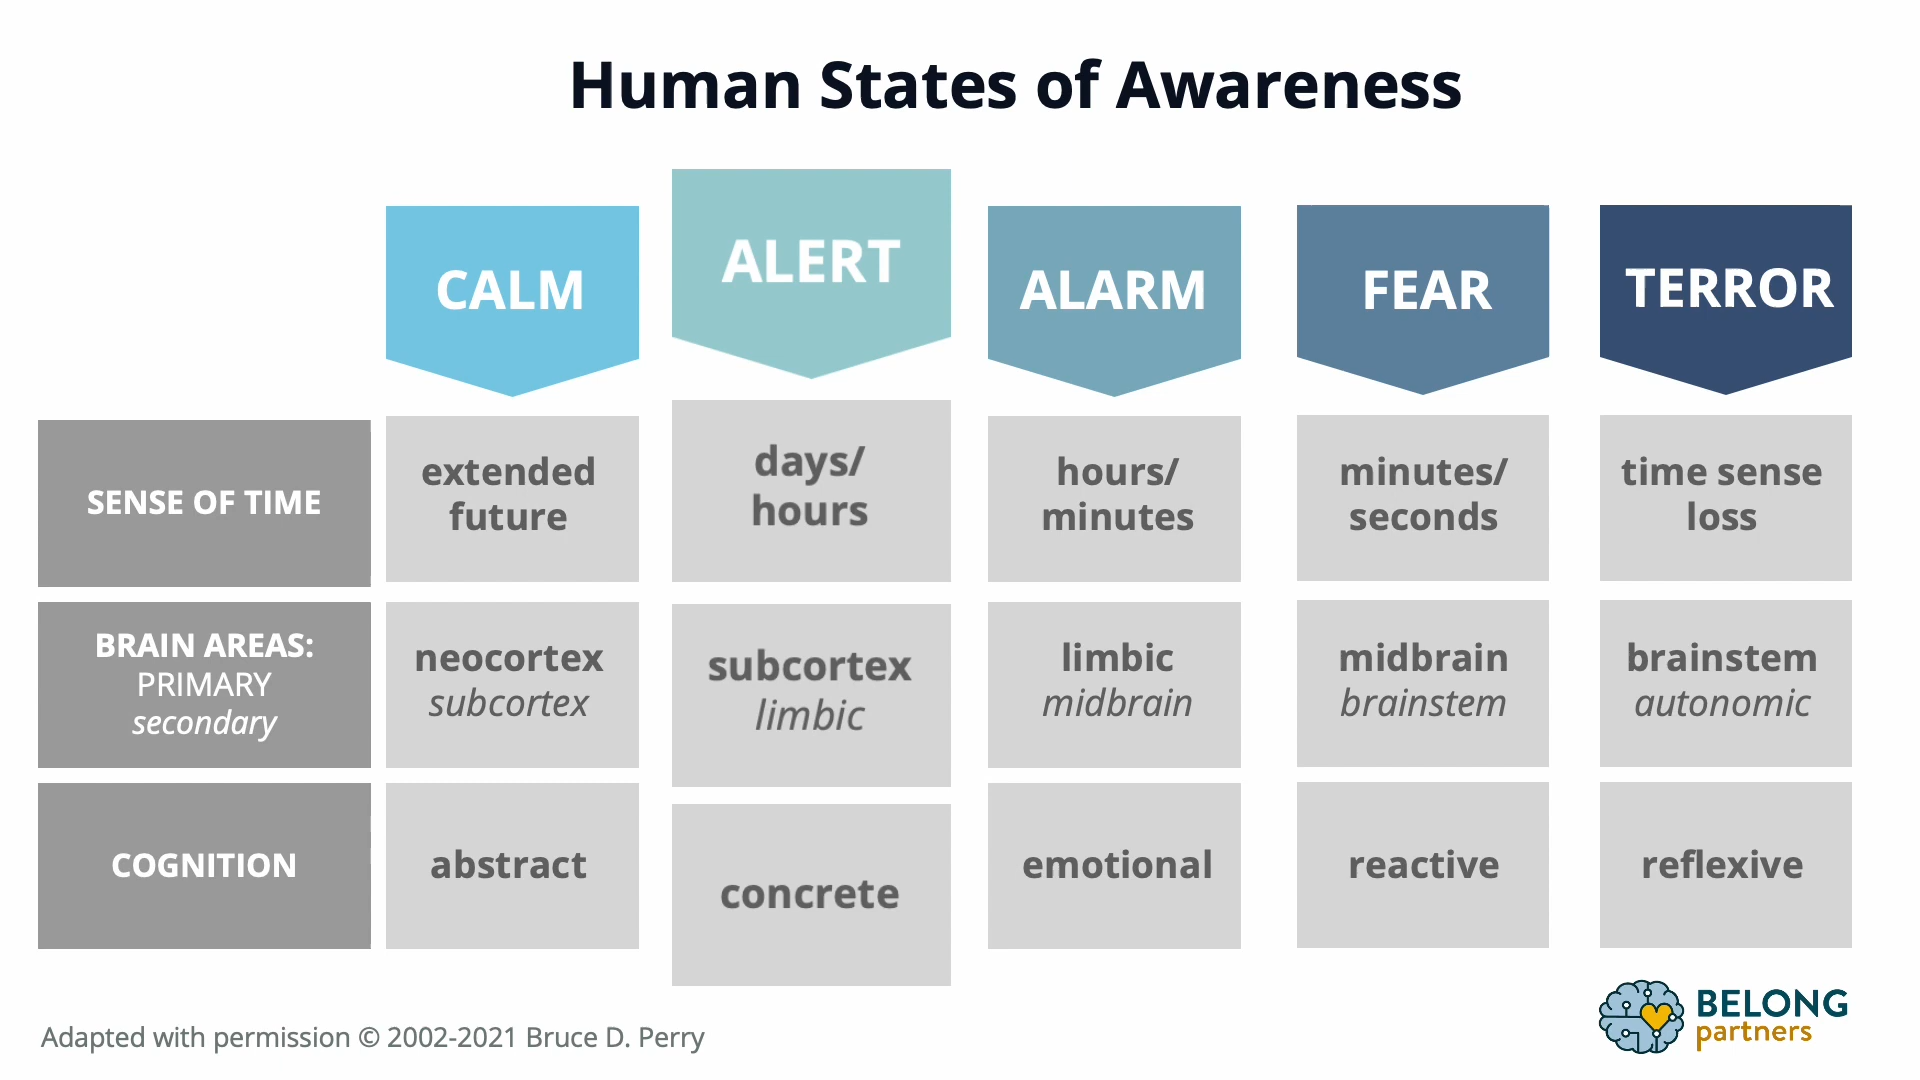 Human States of Awareness
CALM
ALERT
ALARM
FEAR
TERROR
SENSE OF TIME
extended
future
days/
hours
hours/
minutes
minutes/
seconds
time sense
loss
BRAIN AREAS:
PRIMARY
secondary
neocortex
subcortex
subcortex
limbic
limbic
midbrain
midbrain
brainstem
brainstem
autonomic
COGNITION
abstract
concrete
emotional
reactive
reflexive
Adapted with permission © 2002-2021 Bruce D. Perry
BELONG
partners